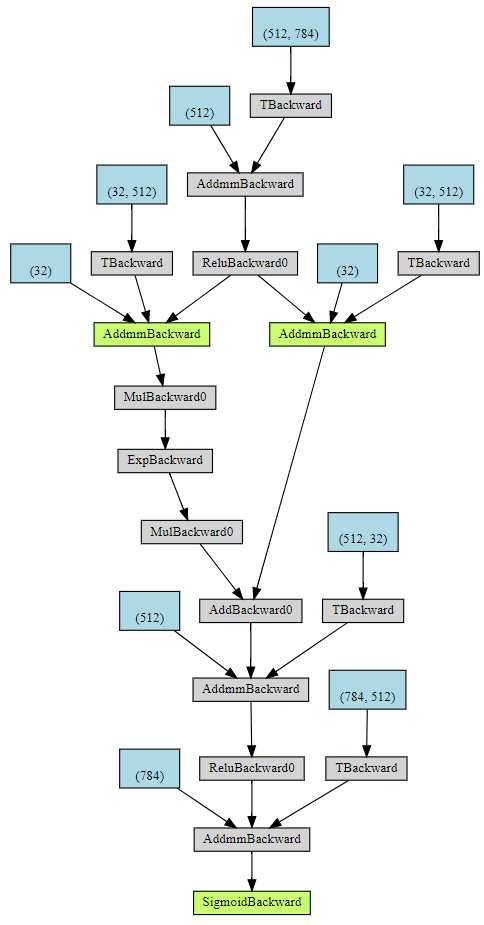 (512, 784)
(512)
TBackward
AddmmBackward
(32, 512)
(32, 512)
(32)
TBackward
ReluBackward0
(32)
TBackward
AddmmBackward
AddmmBackward
MulBackward0
ExpBackward
MulBackward0
(512, 32)
(512)
AddBackward0
TBackward
AddmmBackward
(784, 512)
(784)
ReluBackward0
TBackward
AddmmBackward
SigmoidBackward